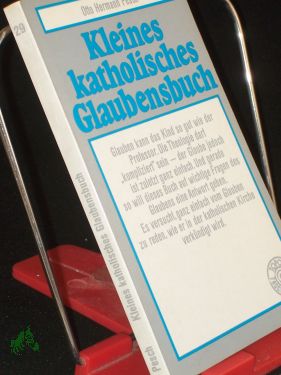 Otto Hermann Pesch
Kleines
katholisches
Glaubensbuch
Glauben kann das Kind so gut wie der
Professor. Die Theologie darf
„kompliziert“ sein, – der Glaube jedoch
ist zuletzt ganz einfach. Und gerade
so will dieses Buch auf wichtige Fragen des
Glaubens eine Antwort geben.
Es versucht, ganz einfach vom Glauben
zu reden, wie er in der katholischen Kirche
verkündigt wird.
29
Pesch Kleines katholisches Glaubensbuch